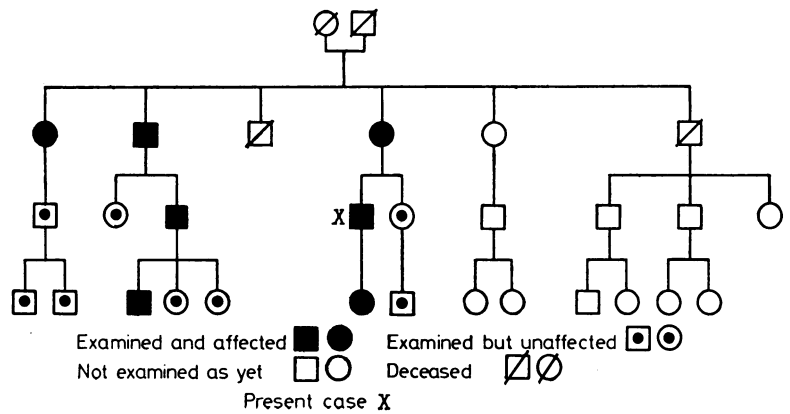 X
Examined and affected Examined but unaffected
Not examined as yet Deceased
Present case X